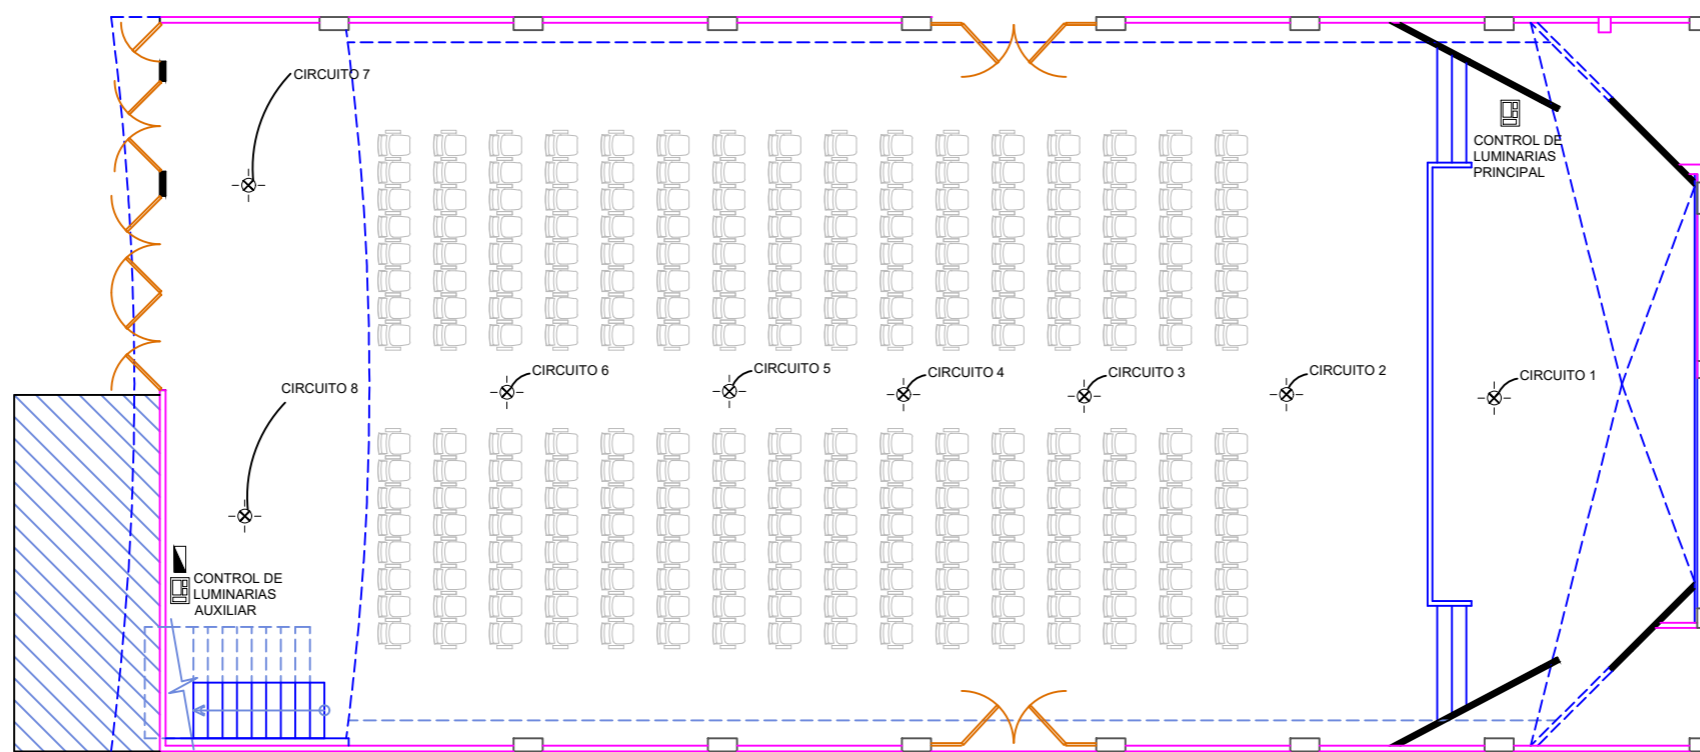 CIRCUITO 7
CONTROL DE
LUMINARIAS
PRINCIPAL
CIRCUITO 8
CIRCUITO 6
CIRCUITO 5
CIRCUITO 4
CIRCUITO 3
CIRCUITO 2
CIRCUITO 1
CONTROL DE
LUMINARIAS
AUXILIAR